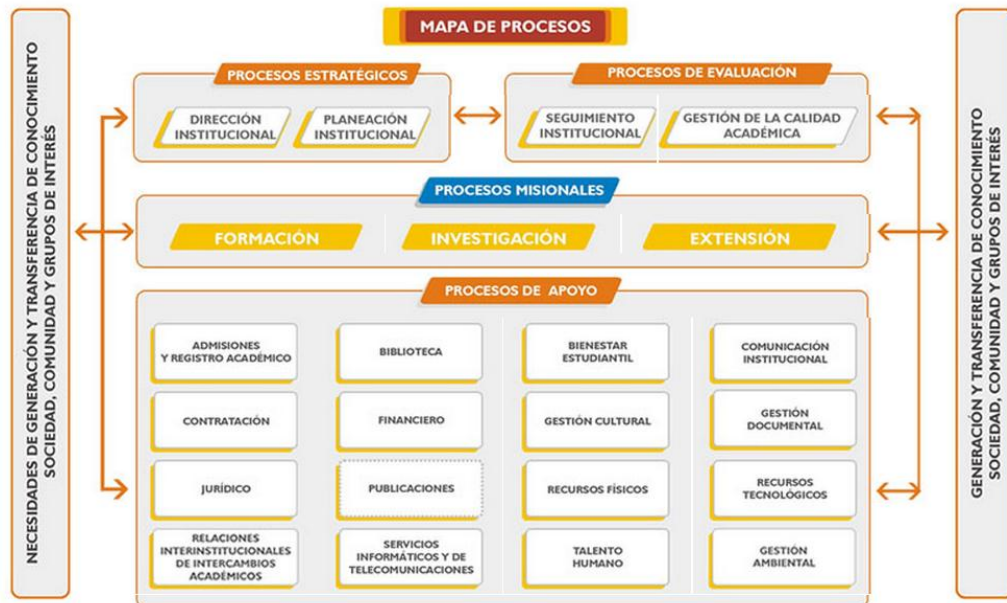 MAPA DE PROCESOS
NECESIDADES DE GENERACIÓN Y TRANSFERENCIA DE CONOCIMIENTO
SOCIEDAD, COMUNIDAD Y GRUPOS DE INTERÉS
PROCESOS ESTRATÉGICOS
DIRECCIÓN
INSTITUCIONAL
PLANEACIÓN
INSTITUCIONAL
PROCESOS DE EVALUACIÓN
SEGUIMIENTO
INSTITUCIONAL
GESTIÓN DE LA CALIDAD
ACADÉMICA
PROCESOS MISIONALES
FORMACIÓN
INVESTIGACIÓN
EXTENSIÓN
PROCESOS DE APOYO
ADMISIONES
Y REGISTRO ACADÉMICO
BIBLIOTECA
BIENESTAR
ESTUDIANTIL
COMUNICACIÓN
INSTITUCIONAL
CONTRATACIÓN
FINANCIERO
GESTIÓN CULTURAL
GESTIÓN
DOCUMENTAL
JURÍDICO
PUBLICACIONES
RECURSOS FÍSICOS
RECURSOS
TECNOLÓGICOS
RELACIONES
INTERINSTITUCIONALES
DE INTERCAMBIOS
ACADÉMICOS
SERVICIOS
INFORMÁTICOS Y DE
TELECOMUNICACIONES
TALENTO
HUMANO
GESTIÓN
AMBIENTAL
GENERACIÓN Y TRANSFERENCIA DE CONOCIMIENTO
SOCIEDAD, COMUNIDAD Y GRUPOS DE INTERÉS